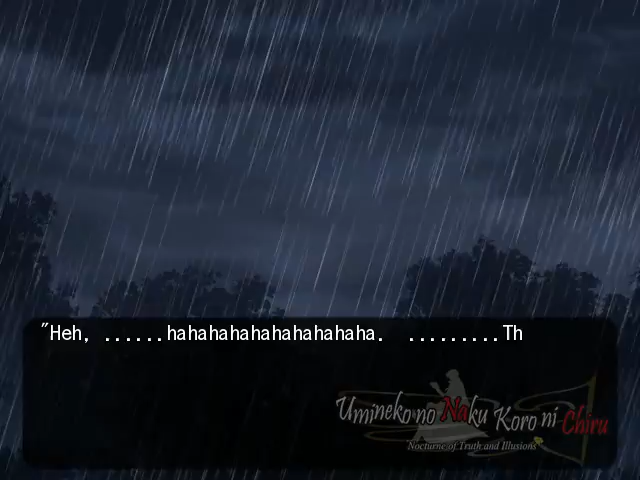 "Heh, ......hahahahahahahahahaha.  .........Th
Umineko no Naku Koro ni Chiru
Nocturne of Truth and Illusions